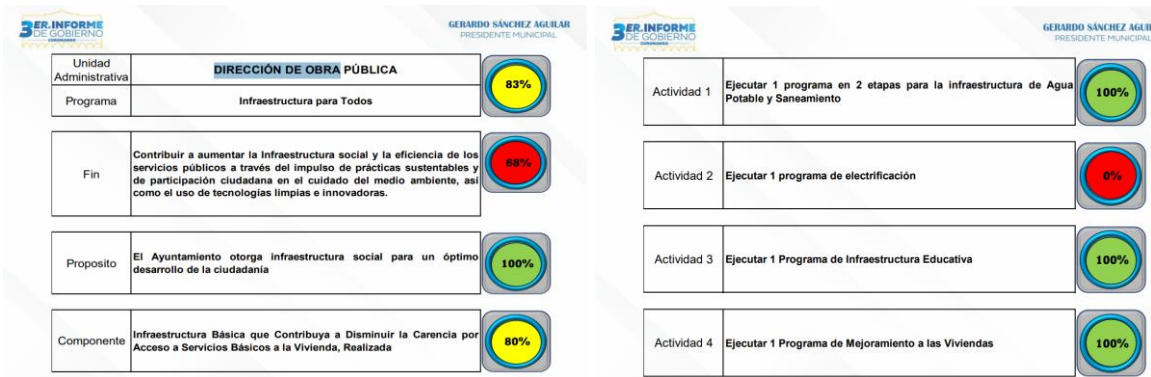 3ER.INFORME
DE GOBIERNO
CORONANGO
GERARDO SÁNCHEZ AGUILAR
PRESIDENTE MUNICIPAL
Unidad
Administrativa
DIRECCIÓN DE OBRA PÚBLICA
83%
Programa
Infraestructura para Todos
Fin
Contribuir a aumentar la Infraestructura social y la eficiencia de los
servicios públicos a través del impulso de prácticas sustentables y
de participación ciudadana en el cuidado del medio ambiente, así
como el uso de tecnologías limpias e innovadoras.
68%
Proposito
El Ayuntamiento otorga infraestructura social para un óptimo
desarrollo de la ciudadanía
100%
Componente
Infraestructura Básica que Contribuya a Disminuir la Carencia por
Acceso a Servicios Básicos a la Vivienda, Realizada
80%
3ER.INFORME
DE GOBIERNO
CORONANGO
GERARDO SÁNCHEZ AGUI
PRESIDENTE MUNICIPAL
Actividad 1
Ejecutar 1 programa en 2 etapas para la infraestructura de Agua
Potable y Saneamiento
100%
Actividad 2
Ejecutar 1 programa de electrificación
0%
Actividad 3
Ejecutar 1 Programa de Infraestructura Educativa
100%
Actividad 4
Ejecutar 1 Programa de Mejoramiento a las Viviendas
100%